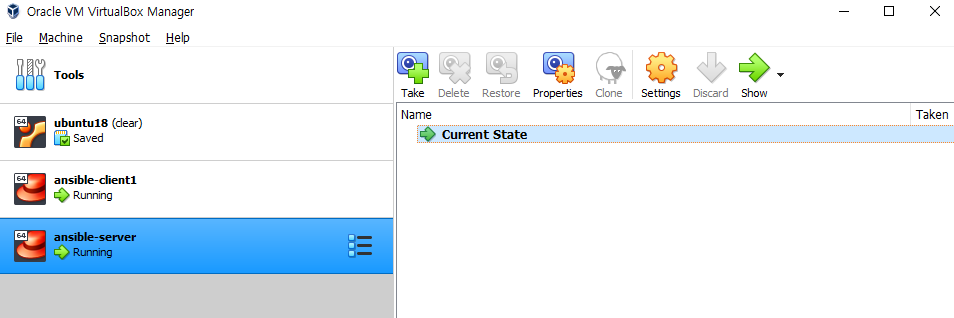 Oracle VM VirtualBox Manager
File Machine Snapshot Help
Tools
64
ubuntu18 (clear)
Saved
64
ansible-client1
Running
64
ansible-server
Running
Take Delete Restore Properties Clone Settings Discard Show
Name Taken
Current State